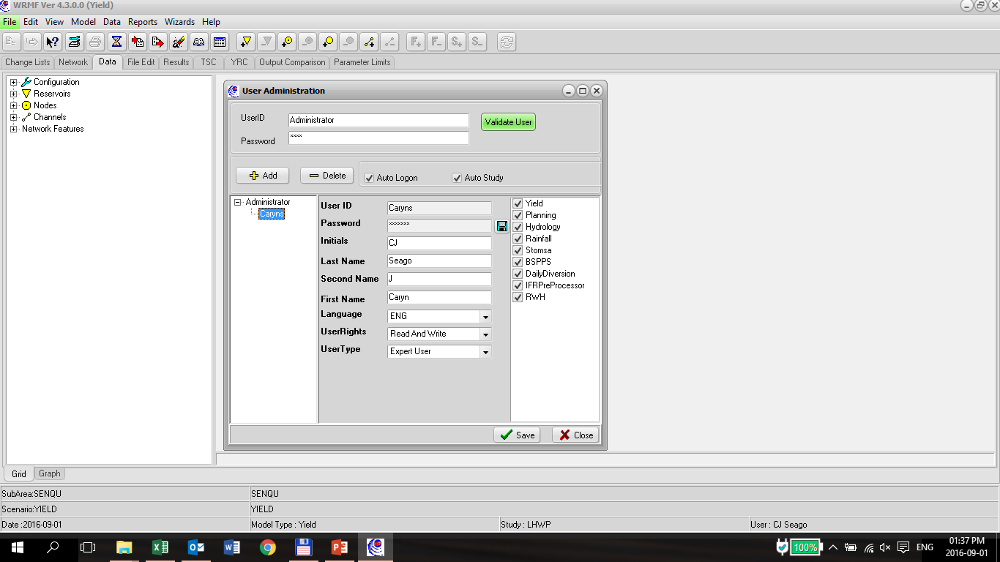 WRMF Ver 4.3.0.0 (Yield)
File Edit View Model Data Reports Wizards Help
Change Lists Network Data File Edit Results TSC YRC Output Comparison Parameter Limits
Configuration
Reservoirs
Nodes
Channels
Network Features
User Administration
UserID Administrator Validate User
Password ××××
Add Delete Auto Logon Auto Study
Administrator
Caryns
User ID Caryns
Password ×××××××
Initials CJ
Last Name Seago
Second Name J
First Name Caryn
Language ENG
UserRights Read And Write
UserType Expert User
Yield
Planning
Hydrology
Rainfall
Stomsa
BSPPS
DailyDiversion
IFRPreProcessor
RWH
Save Close
Grid Graph
SubArea:SENQU SENQU
Scenario:YIELD YIELD
Date :2016-09-01 Model Type : Yield Study : LHWP User : CJ Seago
100% ENG 01:37 PM
2016-09-01